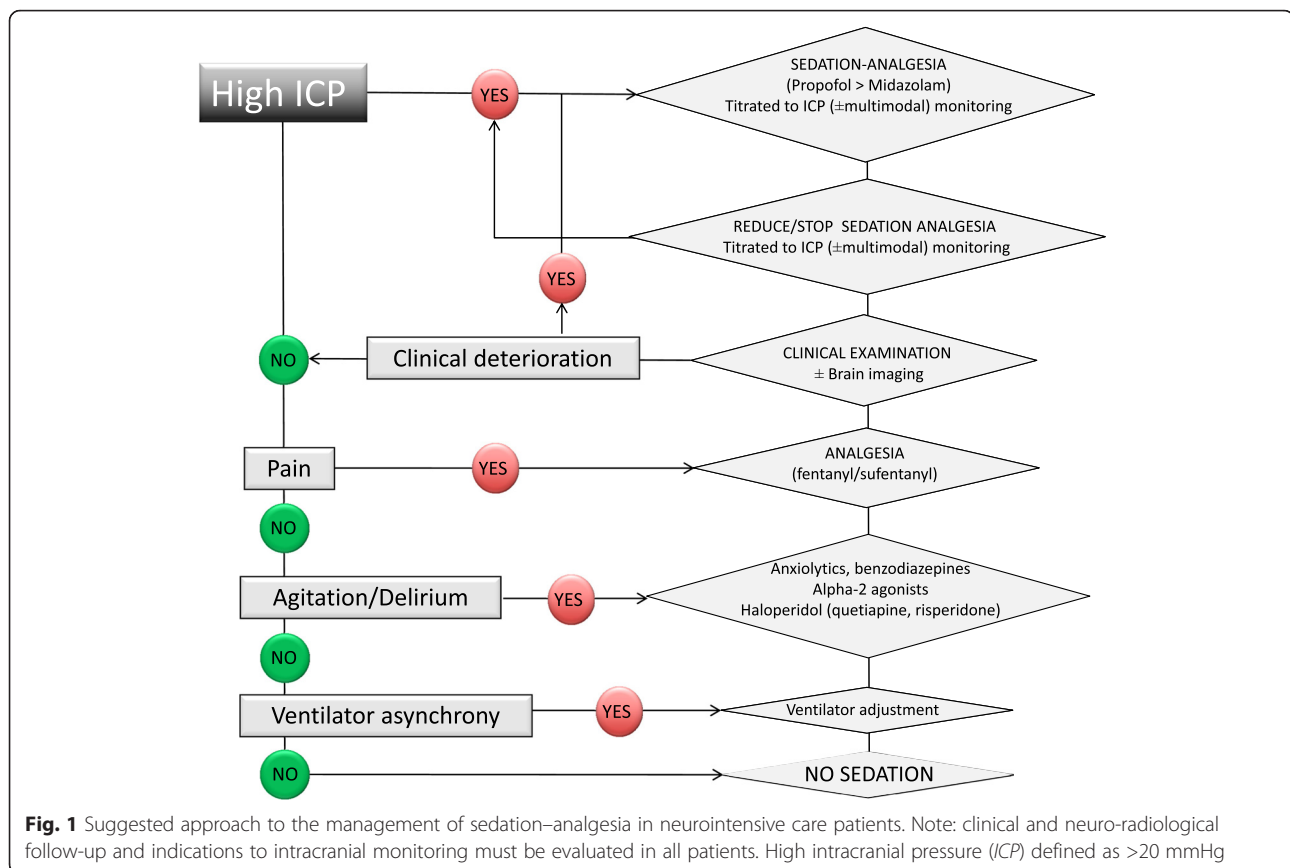 High ICP
YES
SEDATION-ANALGESIA
(Propofol > Midazolam)
Titrated to ICP (±multimodal) monitoring
REDUCE/STOP SEDATION ANALGESIA
Titrated to ICP (±multimodal) monitoring
YES
NO
Clinical deterioration
CLINICAL EXAMINATION
± Brain imaging
Pain
YES
ANALGESIA
(fentanyl/sufentanyl)
NO
Agitation/Delirium
YES
Anxiolytics, benzodiazepines
Alpha-2 agonists
Haloperidol (quetiapine, risperidone)
NO
Ventilator asynchrony
YES
Ventilator adjustment
NO
NO SEDATION
Fig. 1 Suggested approach to the management of sedation–analgesia in neurointensive care patients. Note: clinical and neuro-radiological
follow-up and indications to intracranial monitoring must be evaluated in all patients. High intracranial pressure (ICP) defined as >20 mmHg